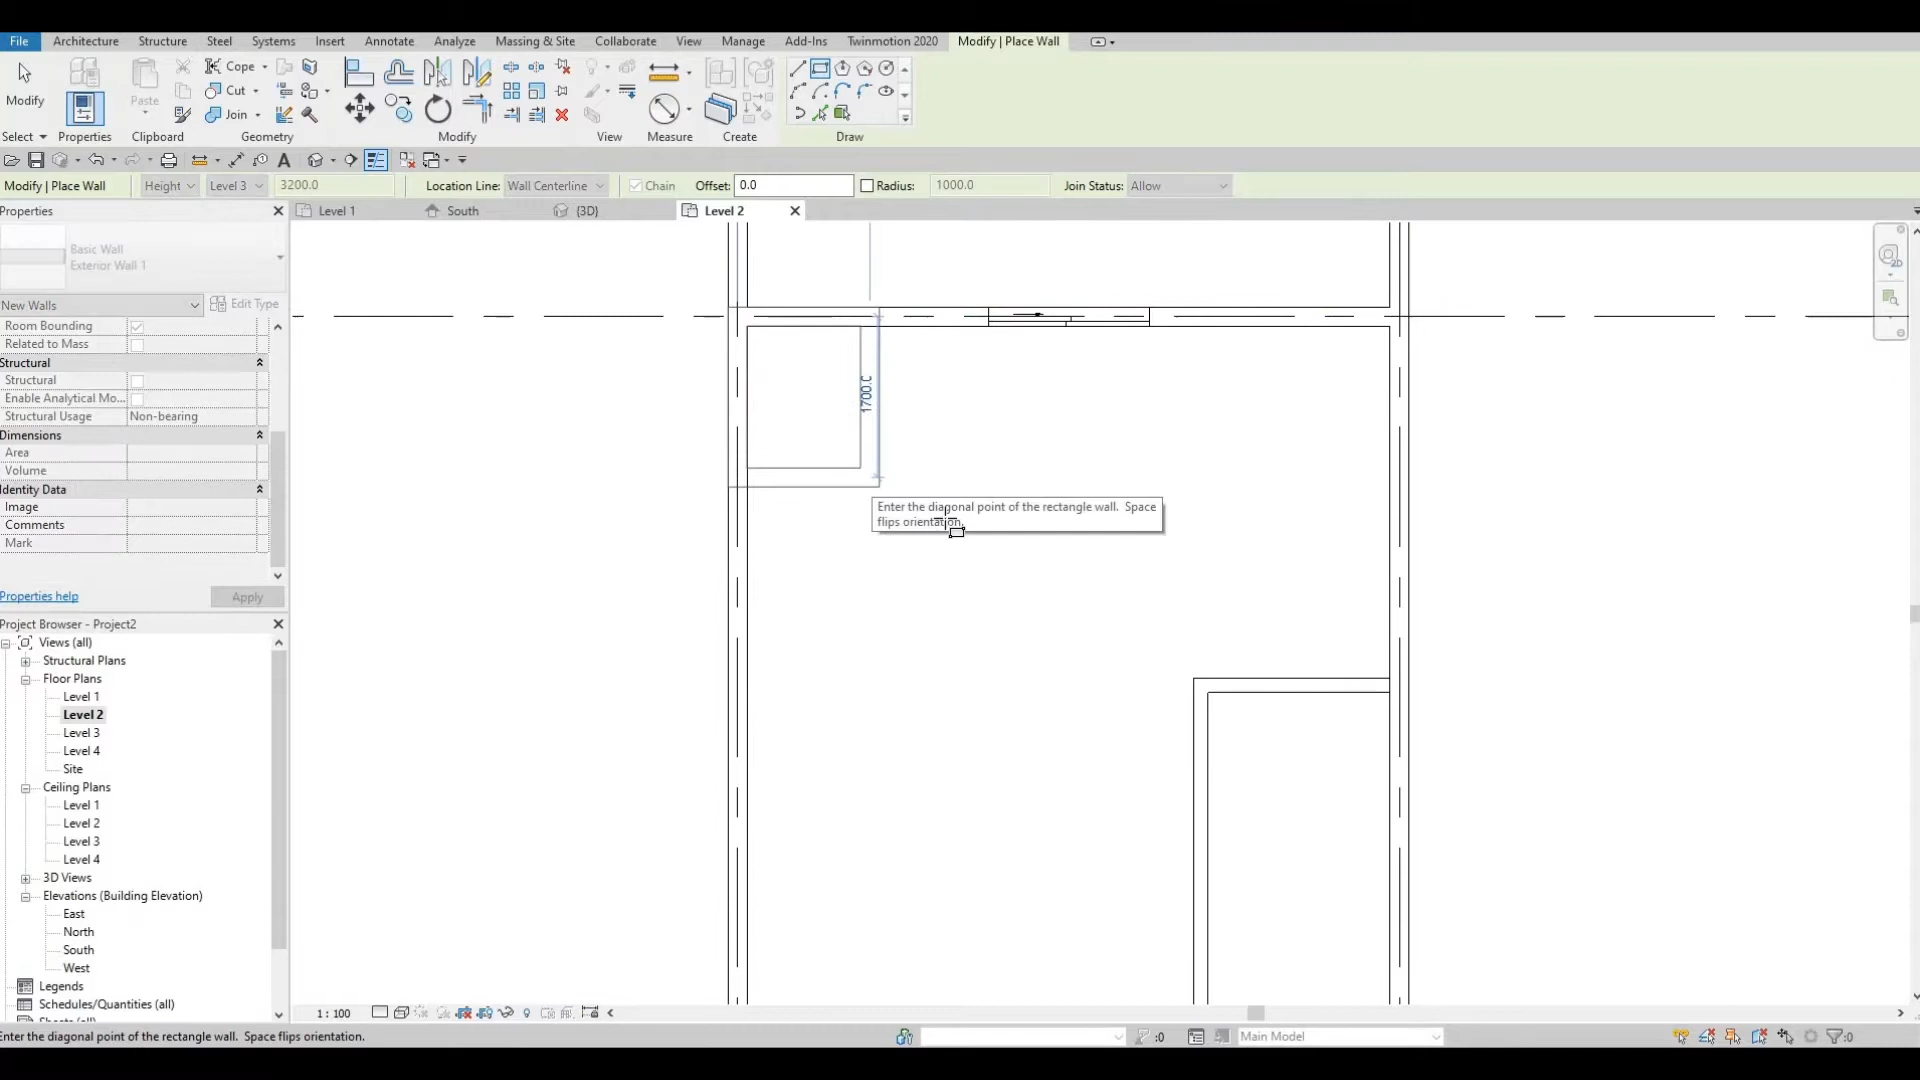 File Architecture Structure Steel Systems Insert Annotate Analyze Massing & Site Collaborate View Manage Add-Ins Twinmotion 2020 Modify | Place Wall
Modify
Paste
Cope
Cut
Join
Select Properties Clipboard Geometry Modify View Measure Create Draw
Modify | Place Wall Height Level 3 3200.0 Location Line: Wall Centerline Chain Offset: 0.0 Radius: 1000.0 Join Status: Allow
Properties
Level 1 South {3D} Level 2
Basic Wall
Exterior Wall 1
New Walls Edit Type
Room Bounding
Related to Mass
Structural
Structural
Enable Analytical Mo...
Structural Usage Non-bearing
Dimensions
Area
Volume
Identity Data
Image
Comments
Mark
Properties help Apply
1700.0
Enter the diagonal point of the rectangle wall. Space
flips orientation.
2D
Project Browser - Project2
Views (all)
Structural Plans
Floor Plans
Level 1
Level 2
Level 3
Level 4
Site
Ceiling Plans
Level 1
Level 2
Level 3
Level 4
3D Views
Elevations (Building Elevation)
East
North
South
West
Legends
Schedules/Quantities (all)
1 : 100
Enter the diagonal point of the rectangle wall. Space flips orientation.
:0
Main Model
:0